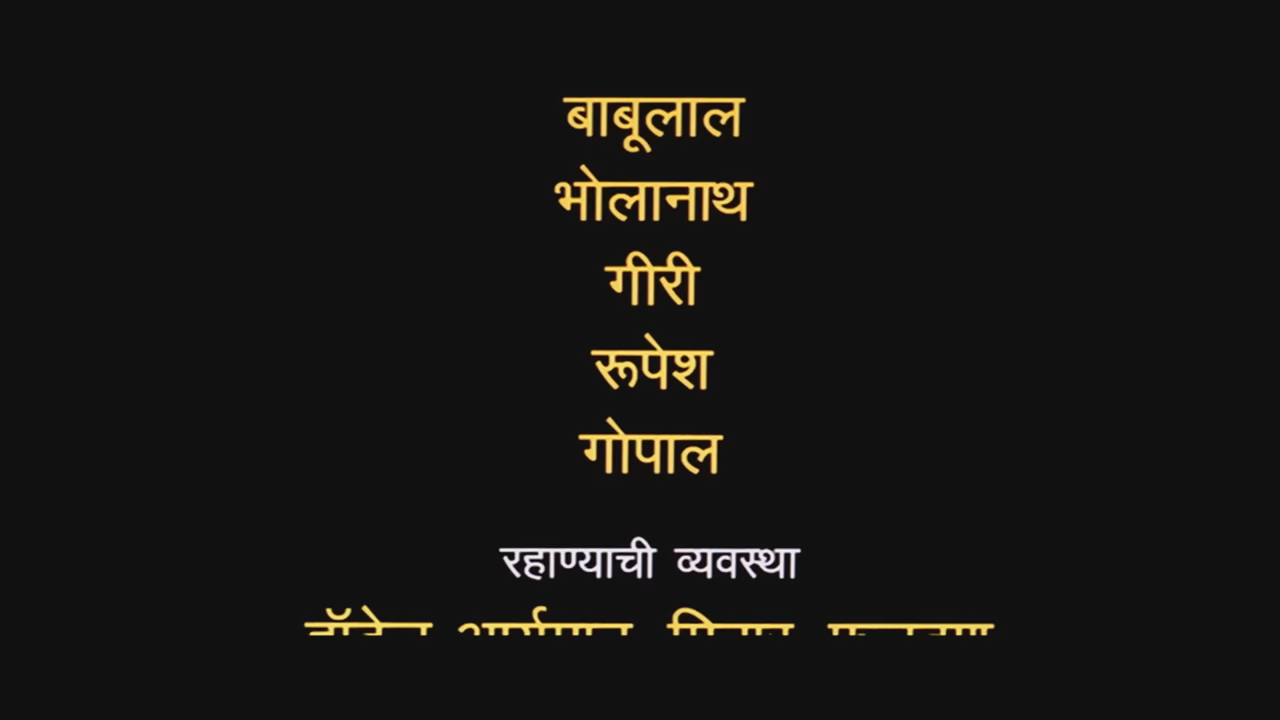 बाबूलाल
भोलानाथ
गीरी
रूपेश
गोपाल
रहाण्याची व्यवस्था